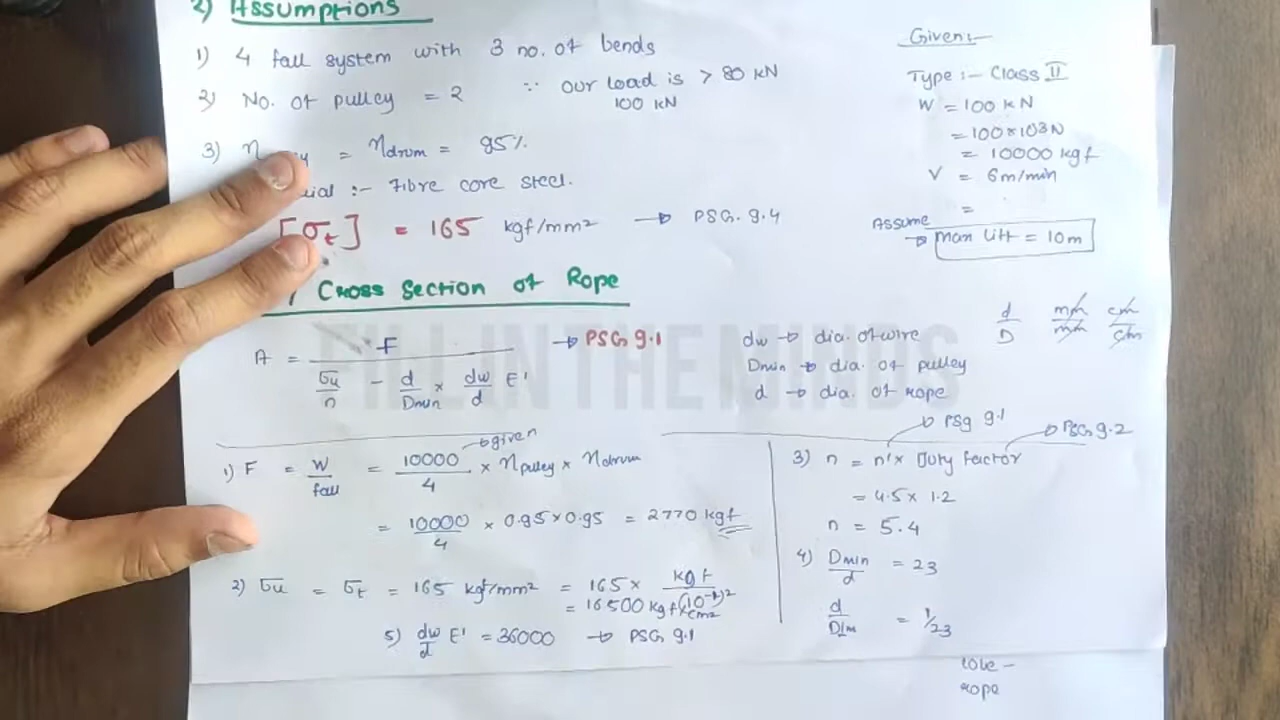 2) Assumptions
1) 4 fall system with 3 no. of bends
2) No. of pulley = 2 ∵ our load is > 80 kN
100 kN
3) η = ηdrum = 95%
:- Fibre core steel.
[σt] = 165 kgf/mm² → PSG. 9.4
Given:-
Type :- Class II
W = 100 kN
= 100×103N
= 10000 kgf
V = 6m/min
=
Assume
→ Max lift = 10m
Cross Section of Rope
A = F / (σu/n - d/Dmin × dw/d E') → PSG 9.1
dw → dia. of wire
Dmin → dia. of pulley
d → dia. of rope
d/D mm/mm cm/cm
FILL IN THE MINDS
1) F = W/fall = 10000/4 × ηpulley × ηdrum → given
= 10000/4 × 0.95×0.95 = 2770 kgf
2) σu = σt = 165 kgf/mm² = 165 × kgf/(10⁻¹)²
= 16500 kgf/cm²
5) dw/d E' = 36000 → PSG 9.1
→ PSg 9.1 → PSG 9.2
3) n = n' × Duty factor
= 4.5 × 1.2
n = 5.4
4) Dmin/d = 23
d/Dm = 1/23
rope